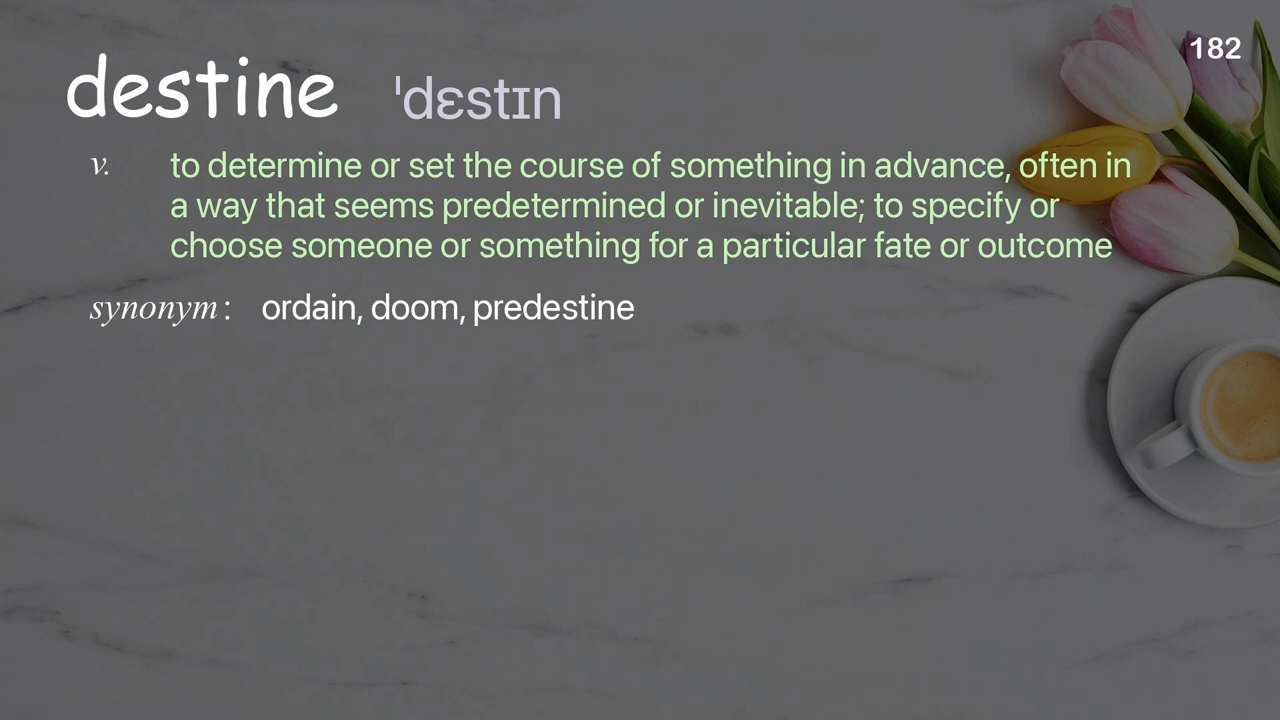 182
destine ˈdɛstɪn
v. to determine or set the course of something in advance, often in
a way that seems predetermined or inevitable; to specify or
choose someone or something for a particular fate or outcome
synonym : ordain, doom, predestine